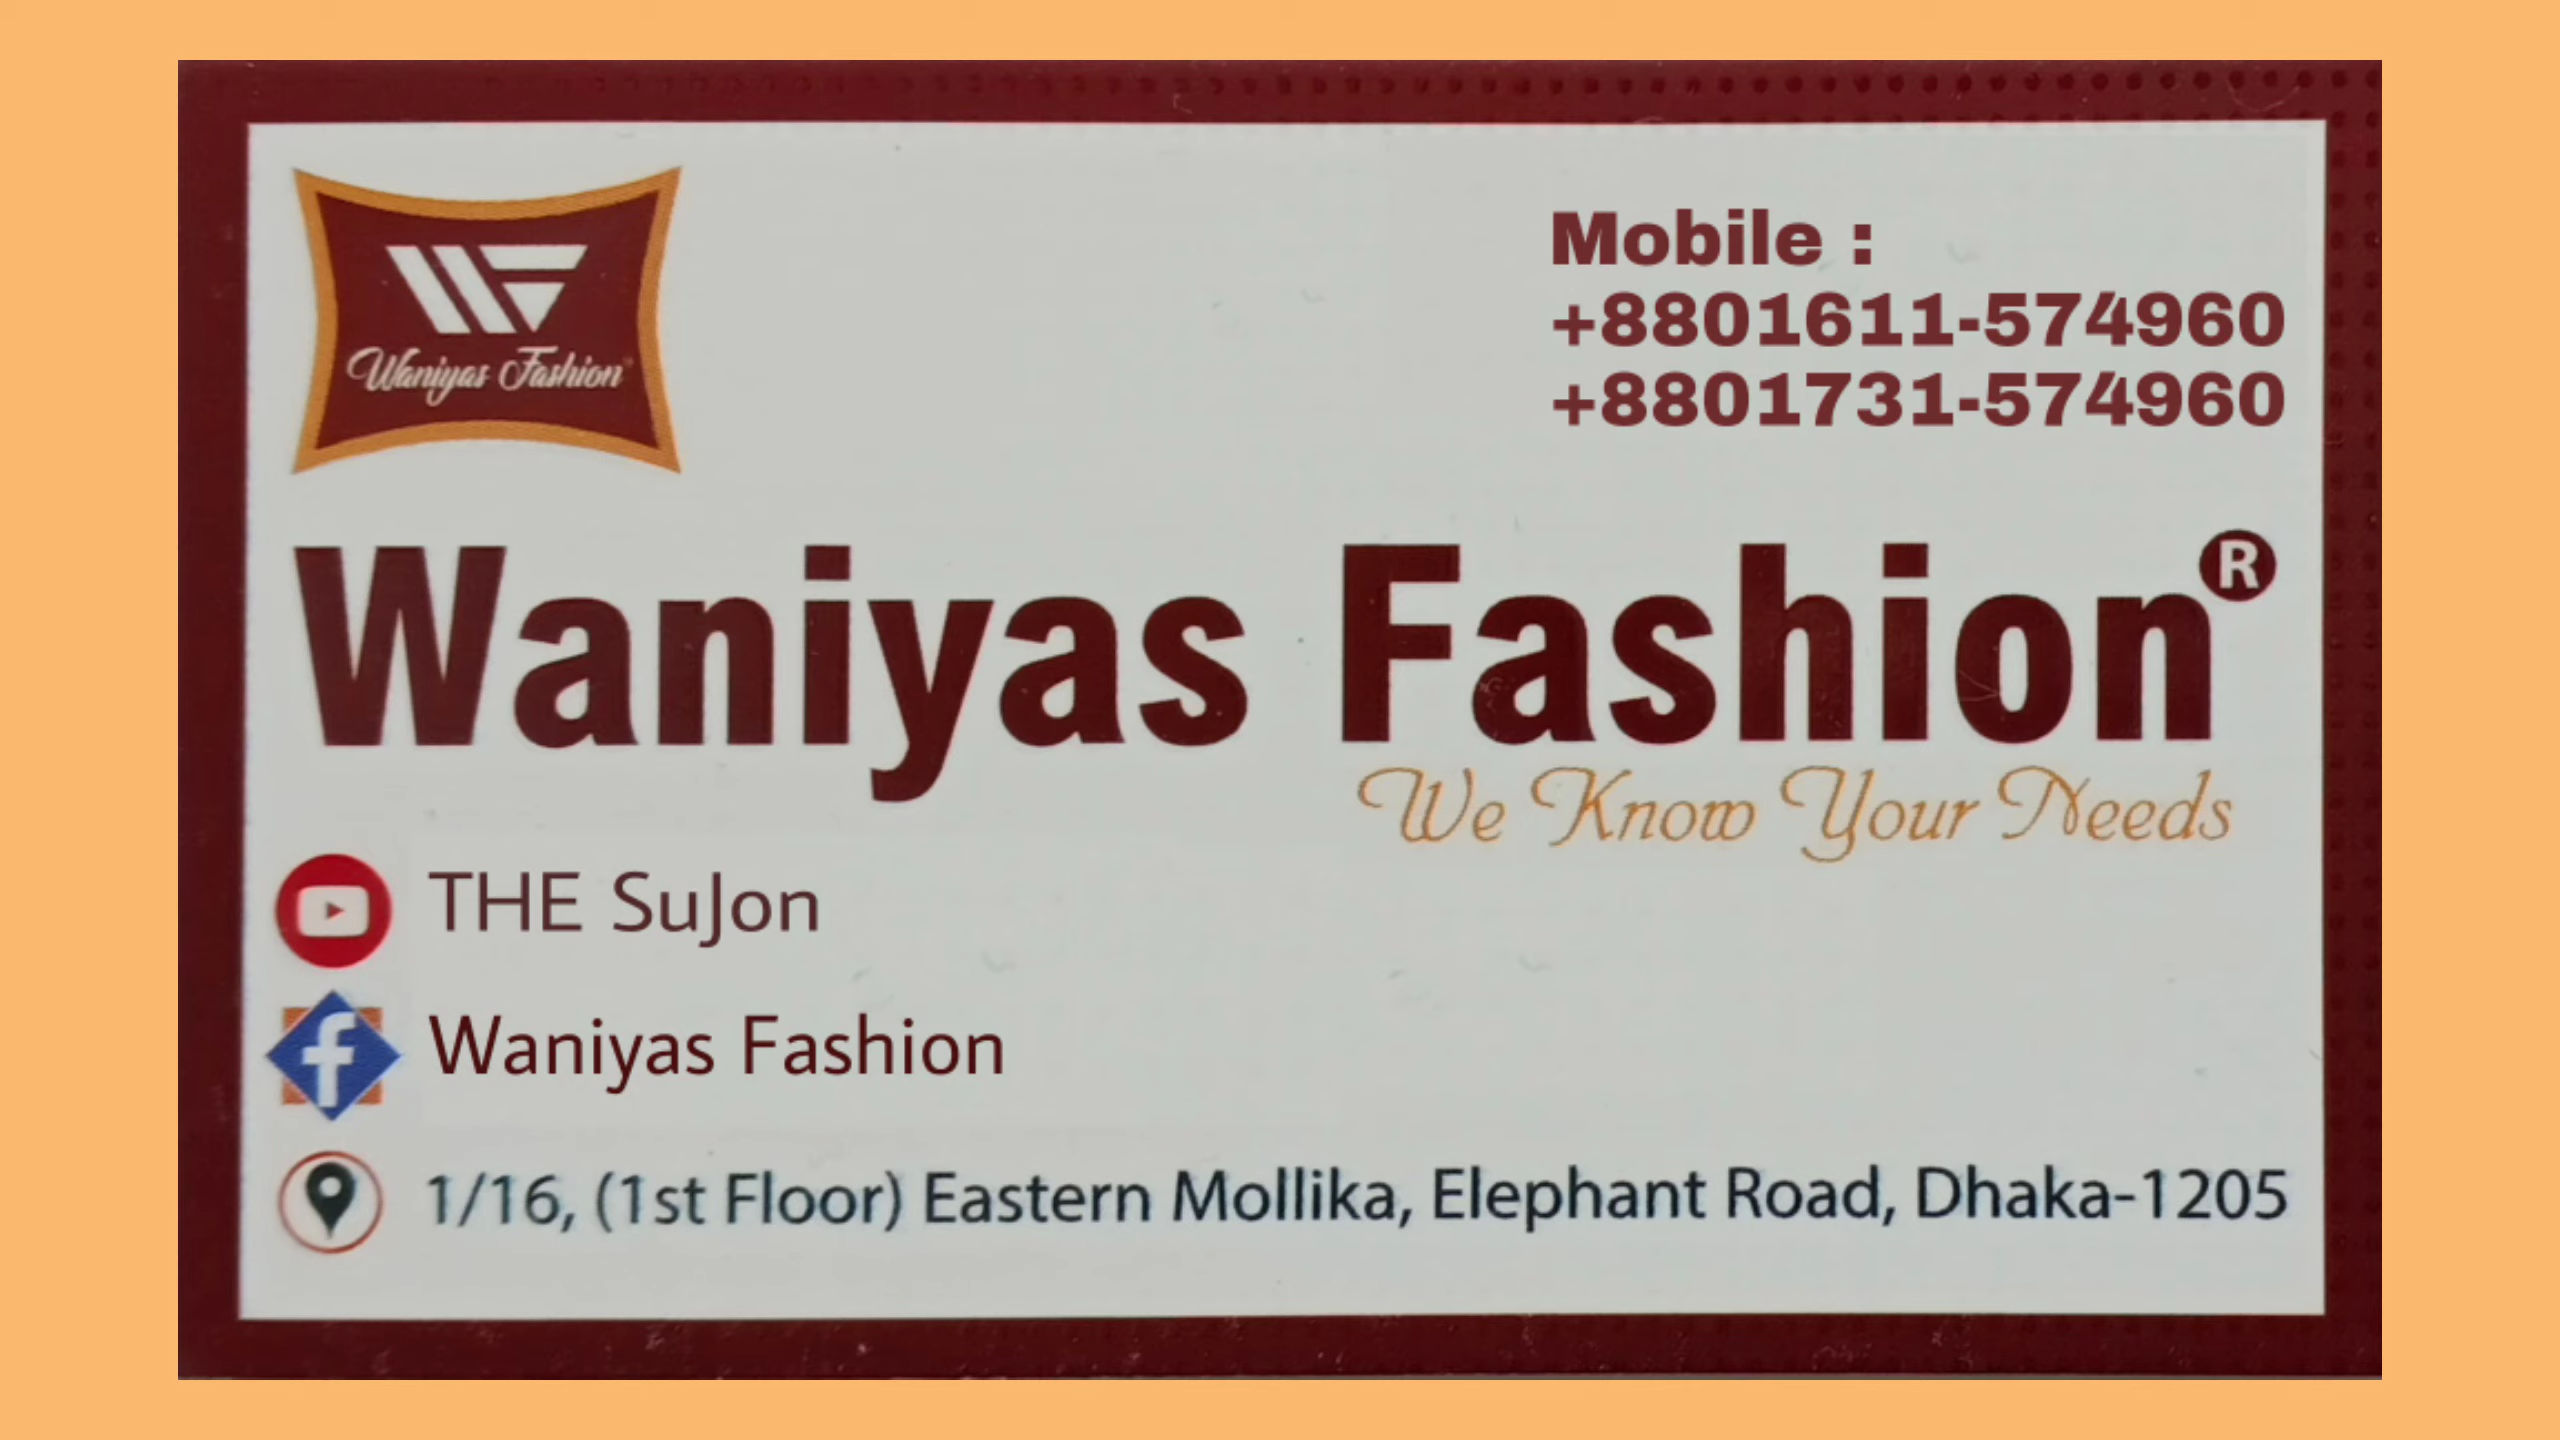 WF
Waniyas Fashion
Mobile :
+8801611-574960
+8801731-574960
Waniyas Fashion®
We Know Your Needs
THE SuJon
Waniyas Fashion
1/16, (1st Floor) Eastern Mollika, Elephant Road, Dhaka-1205